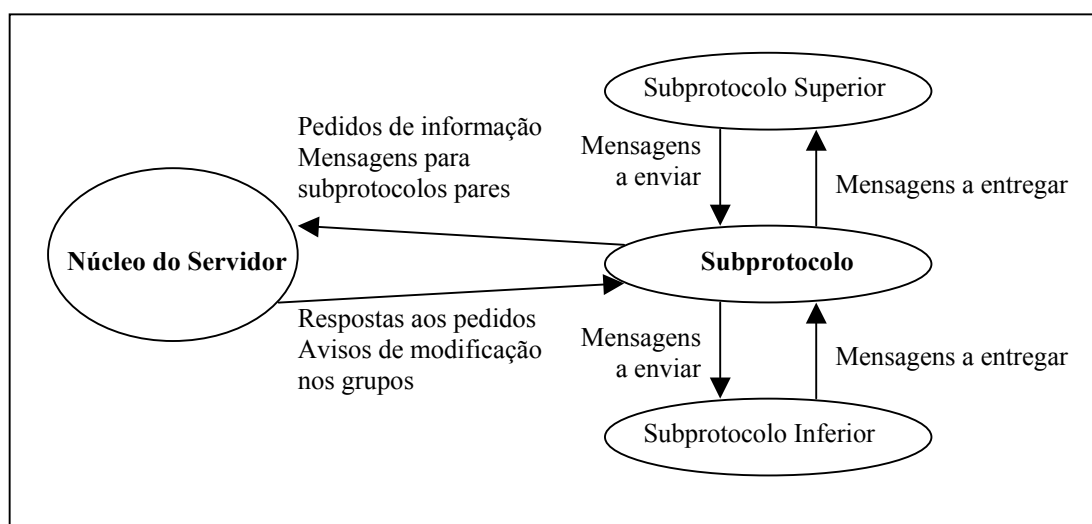 Subprotocolo Superior
Pedidos de informação
Mensagens para
subprotocolos pares
Mensagens
a enviar
Mensagens a entregar
Núcleo do Servidor
Subprotocolo
Respostas aos pedidos
Avisos de modificação
nos grupos
Mensagens
a enviar
Mensagens a entregar
Subprotocolo Inferior